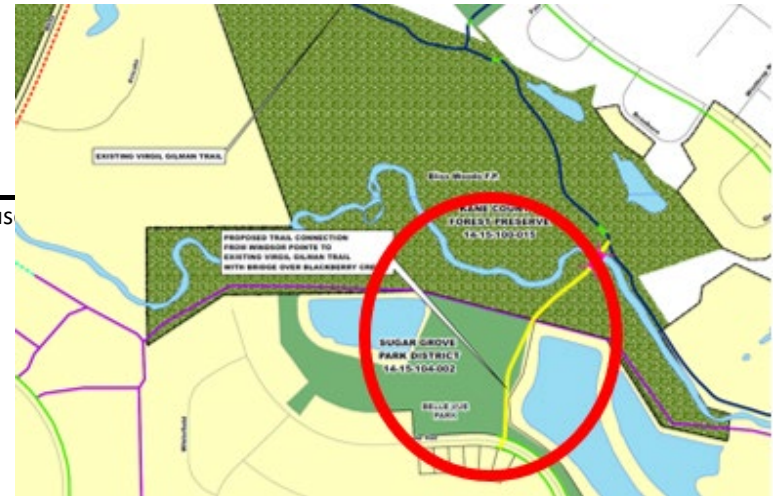 EXISTING VIRGIL GILMAN TRAIL
Bliss Woods F.P.
KANE COUNTY
FOREST PRESERVE
14-15-100-015
PROPOSED TRAIL CONNECTION
FROM WINDSOR POINTE TO
EXISTING VIRGIL GILMAN TRAIL
WITH BRIDGE OVER BLACKBERRY CRE
SUGAR GROVE
PARK DISTRICT
14-15-104-002
BELLE VUE
PARK